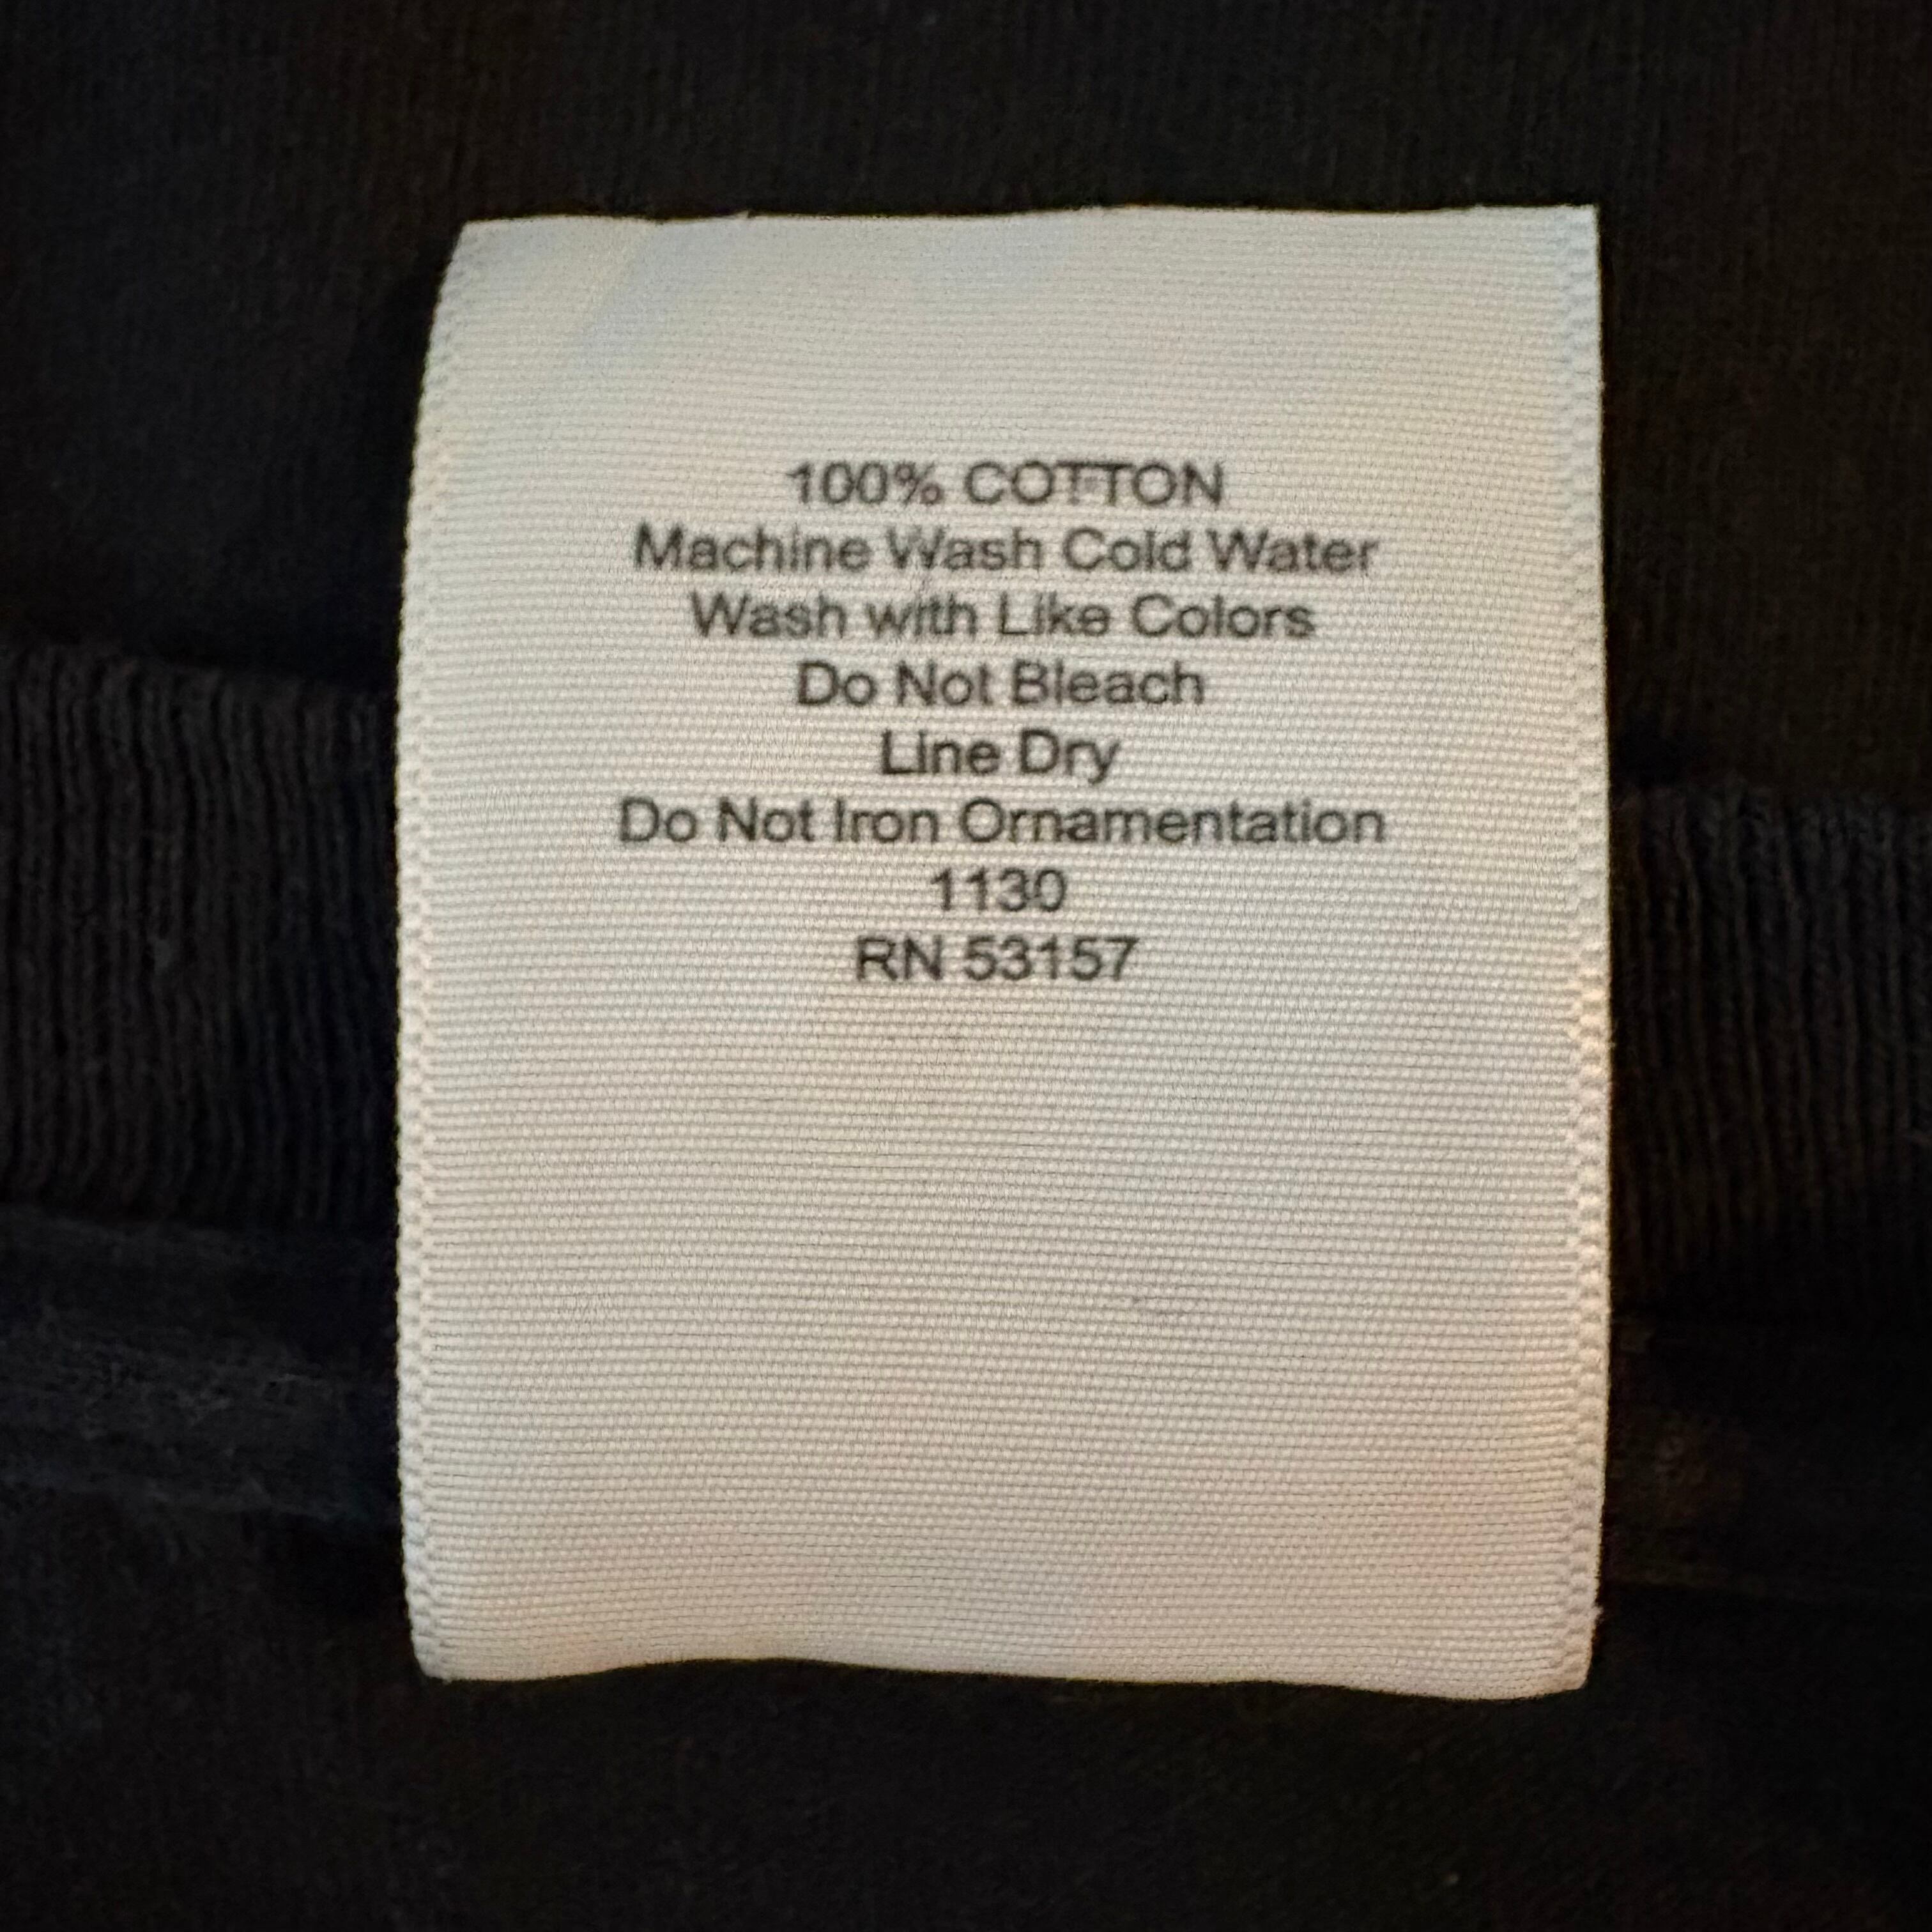 100% COTTON
Machine Wash Cold Water
Wash with Like Colors
Do Not Bleach
Line Dry
Do Not Iron Ornamentation
1130
RN 53157